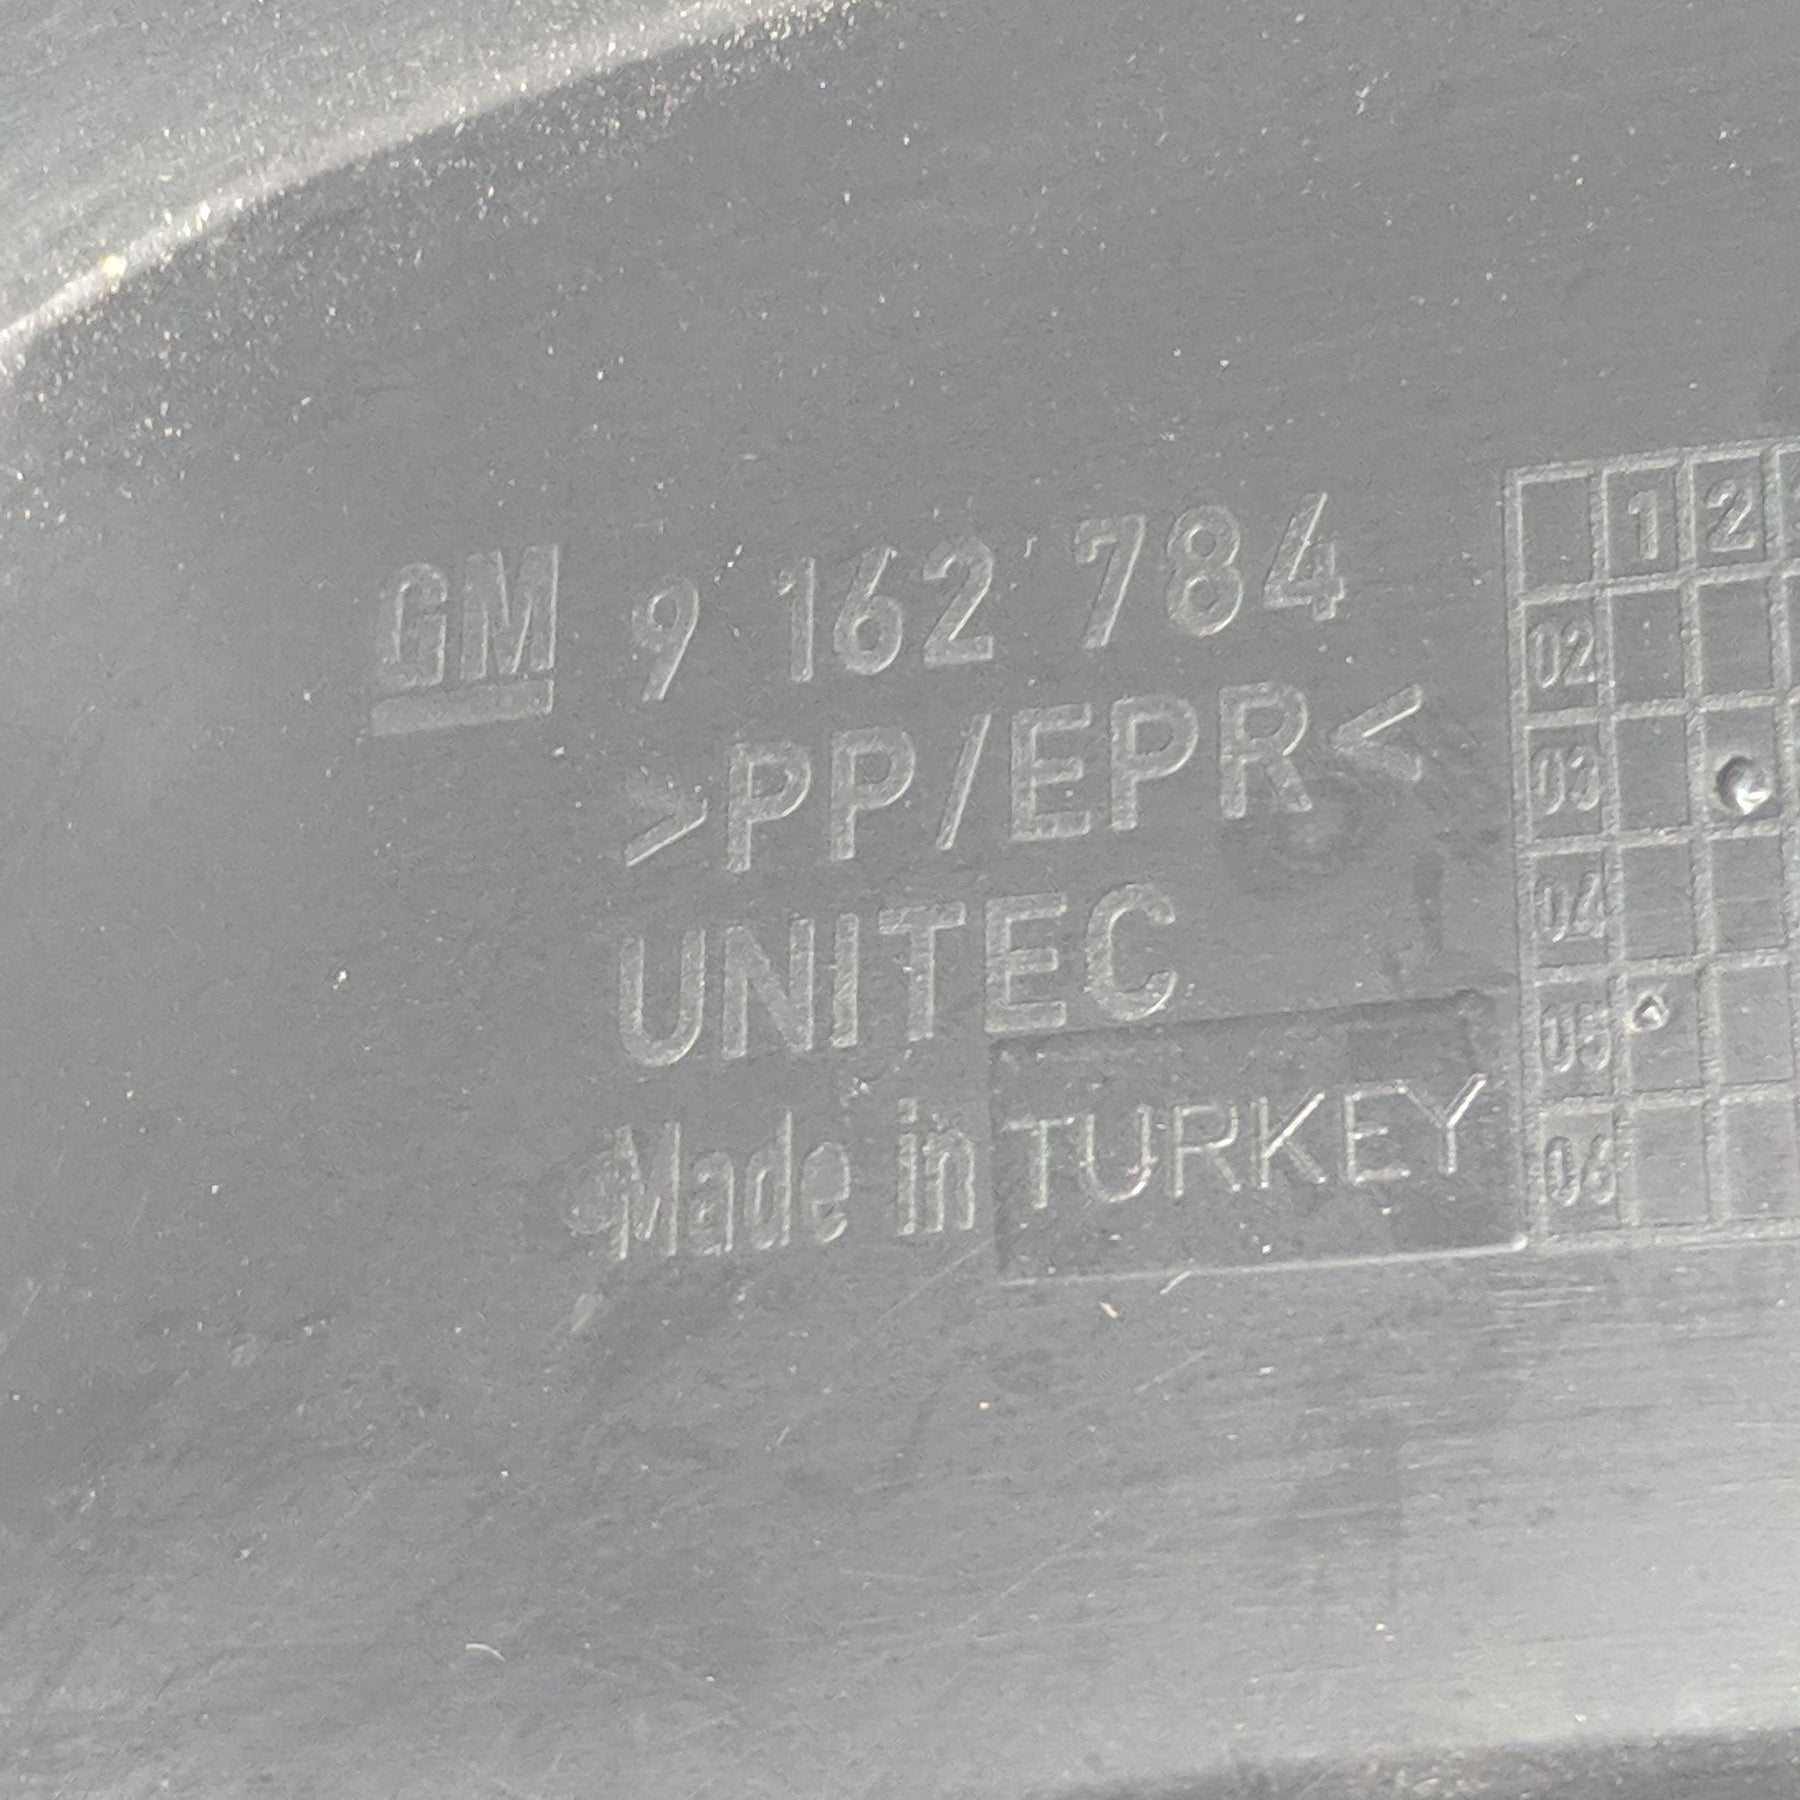 GM 9 162 784
>PP/EPR<
UNITEC
Made in TURKEY
1 2
02
03
04
05
06